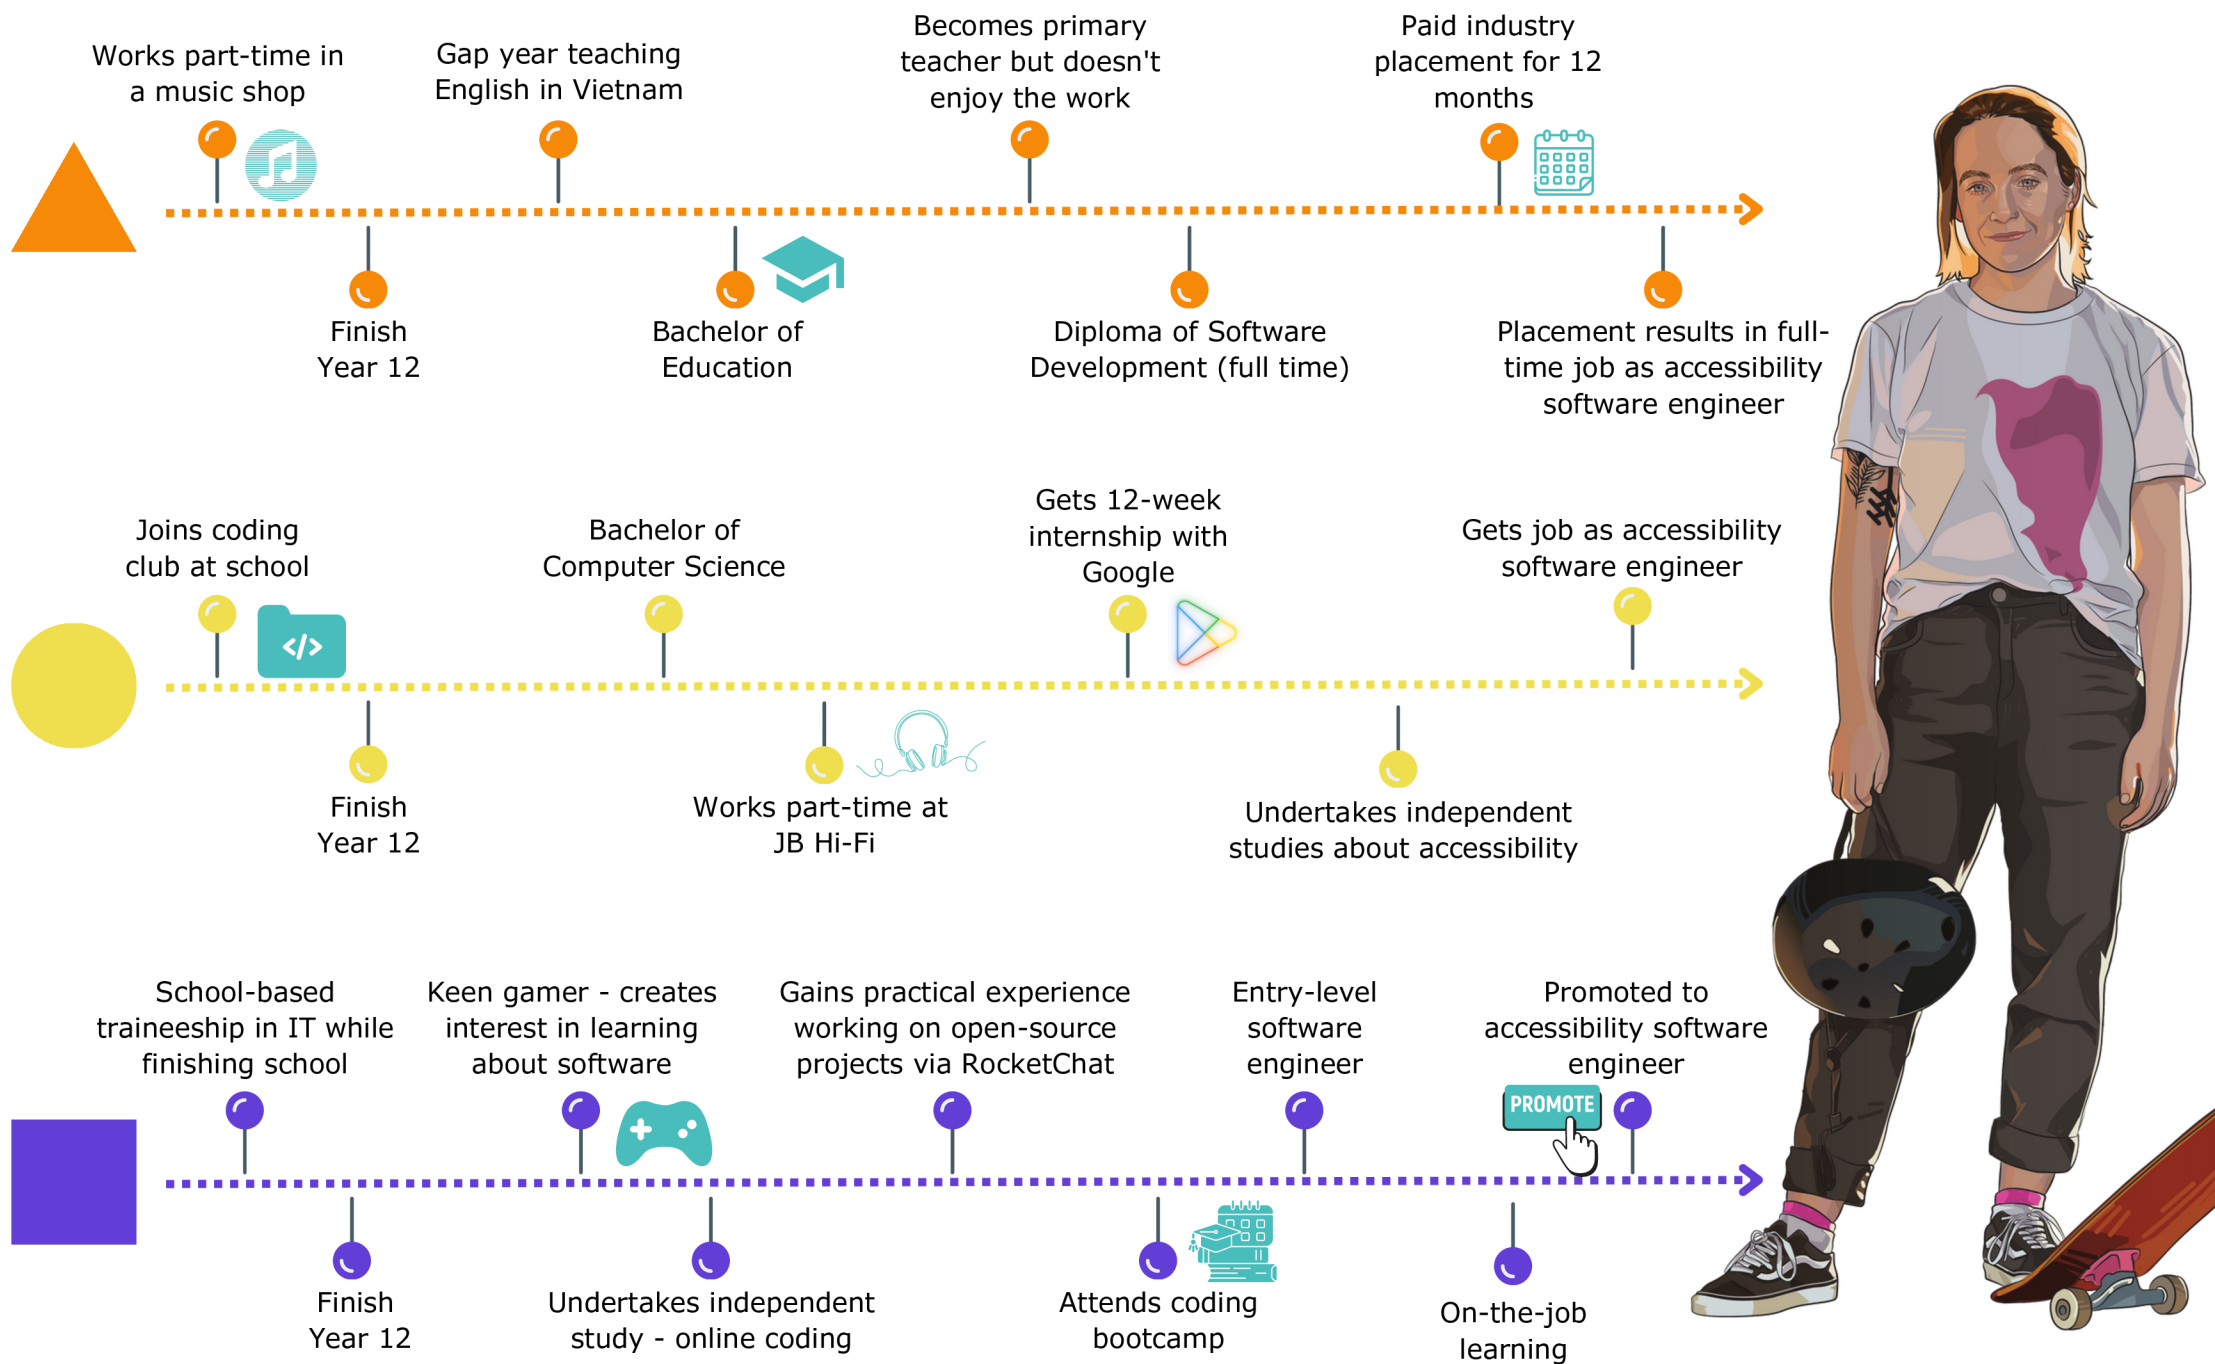 Works part-time in
a music shop
Finish
Year 12
Gap year teaching
English in Vietnam
Bachelor of
Education
Becomes primary
teacher but doesn't
enjoy the work
Diploma of Software
Development (full time)
Paid industry
placement for 12
months
Placement results in full-
time job as accessibility
software engineer
Joins coding
club at school
</>
Finish
Year 12
Bachelor of
Computer Science
Works part-time at
JB Hi-Fi
Gets 12-week
internship with
Google
Undertakes independent
studies about accessibility
Gets job as accessibility
software engineer
School-based
traineeship in IT while
finishing school
Finish
Year 12
Keen gamer - creates
interest in learning
about software
Undertakes independent
study - online coding
Gains practical experience
working on open-source
projects via RocketChat
Attends coding
bootcamp
Entry-level
software
engineer
On-the-job
learning
Promoted to
accessibility software
engineer
PROMOTE